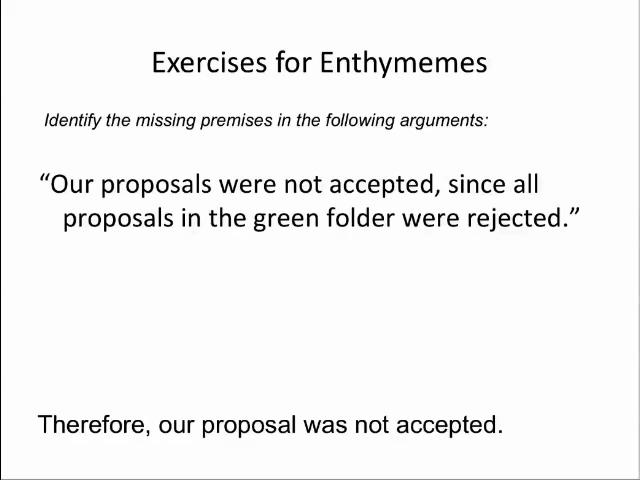 Exercises for Enthymemes
Identify the missing premises in the following arguments:
“Our proposals were not accepted, since all
proposals in the green folder were rejected.”
Therefore, our proposal was not accepted.